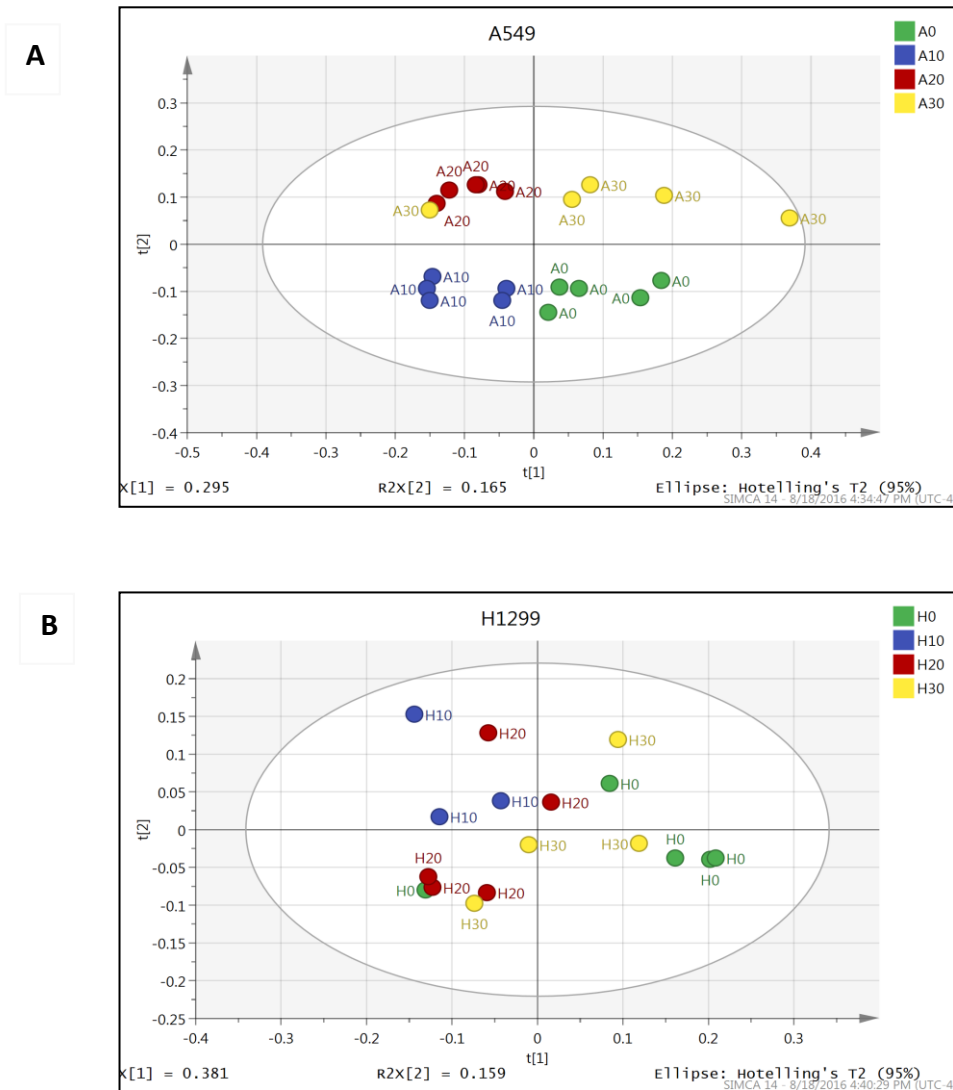 A
A549
A0
A10
A20
A30
0.3
0.2
0.1
0
-0.1
-0.2
-0.3
-0.4
t[2]
A20 A20
A20 A20
A30 A20
A30
A30
A30
A30
A10
A10 A10
A10
A10
A0
A0
A0
A0
A0
-0.5 -0.4 -0.3 -0.2 -0.1 0 0.1 0.2 0.3 0.4
t[1]
X[1] = 0.295 R2X[2] = 0.165 Ellipse: Hotelling's T2 (95%)
SIMCA 14 - 8/18/2016 4:34:47 PM (UTC-4
B
H1299
H0
H10
H20
H30
0.2
0.15
0.1
0.05
0
-0.05
-0.1
-0.15
-0.2
-0.25
t[2]
H10
H20
H30
H0
H10 H20
H10
H30 H30
H0
H0
H0
H20
H0 H20 H20
H30
-0.4 -0.3 -0.2 -0.1 0 0.1 0.2 0.3
t[1]
X[1] = 0.381 R2X[2] = 0.159 Ellipse: Hotelling's T2 (95%)
SIMCA 14 - 8/18/2016 4:40:29 PM (UTC-4